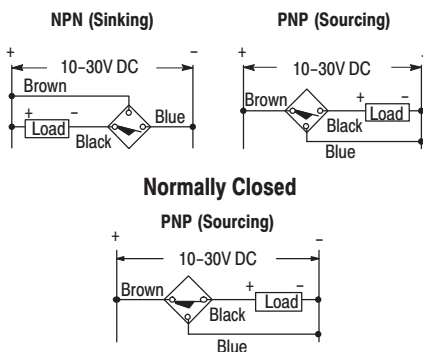 NPN (Sinking)
+ −
10–30V DC
Brown
+ −
Load
Black
Blue
PNP (Sourcing)
+
10–30V DC
Brown
+ −
Load
Black
Blue
Normally Closed
PNP (Sourcing)
+ −
10–30V DC
Brown
+ −
Load
Black
Blue